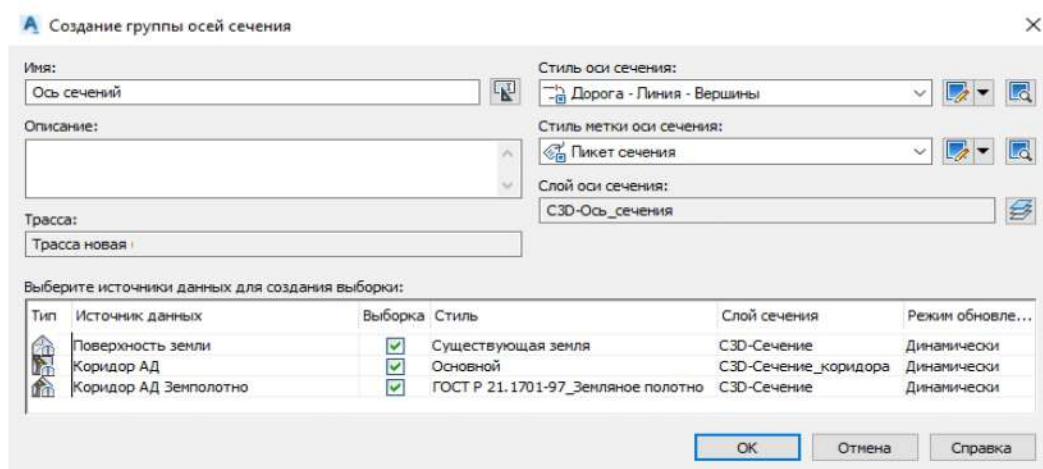 Создание группы осей сечения
Имя:
Ось сечений
Описание:
Трасса:
Трасса новая
Стиль оси сечения:
Дорога - Линия - Вершины
Стиль метки оси сечения:
Пикет сечения
Слой оси сечения:
C3D-Ось_сечения
Выберите источники данных для создания выборки:
Тип Источник данных Выборка Стиль Слой сечения Режим обновле...
Поверхность земли Существующая земля C3D-Сечение Динамически
Коридор АД Основной C3D-Сечение_коридора Динамически
Коридор АД Земполотно ГОСТ Р 21.1701-97_Земляное полотно C3D-Сечение Динамически
OK Отмена Справка